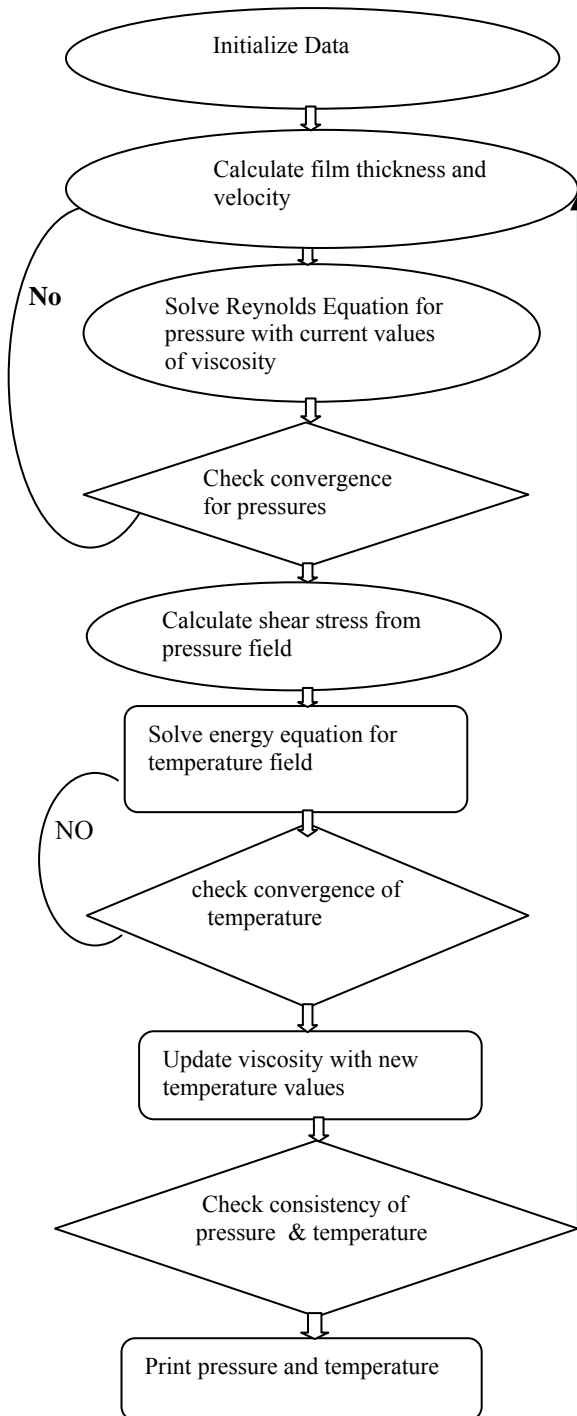 Initialize Data
Calculate film thickness and
velocity
No
Solve Reynolds Equation for
pressure with current values
of viscosity
Check convergence
for pressures
Calculate shear stress from
pressure field
Solve energy equation for
temperature field
NO
check convergence of
temperature
Update viscosity with new
temperature values
Check consistency of
pressure & temperature
Print pressure and temperature